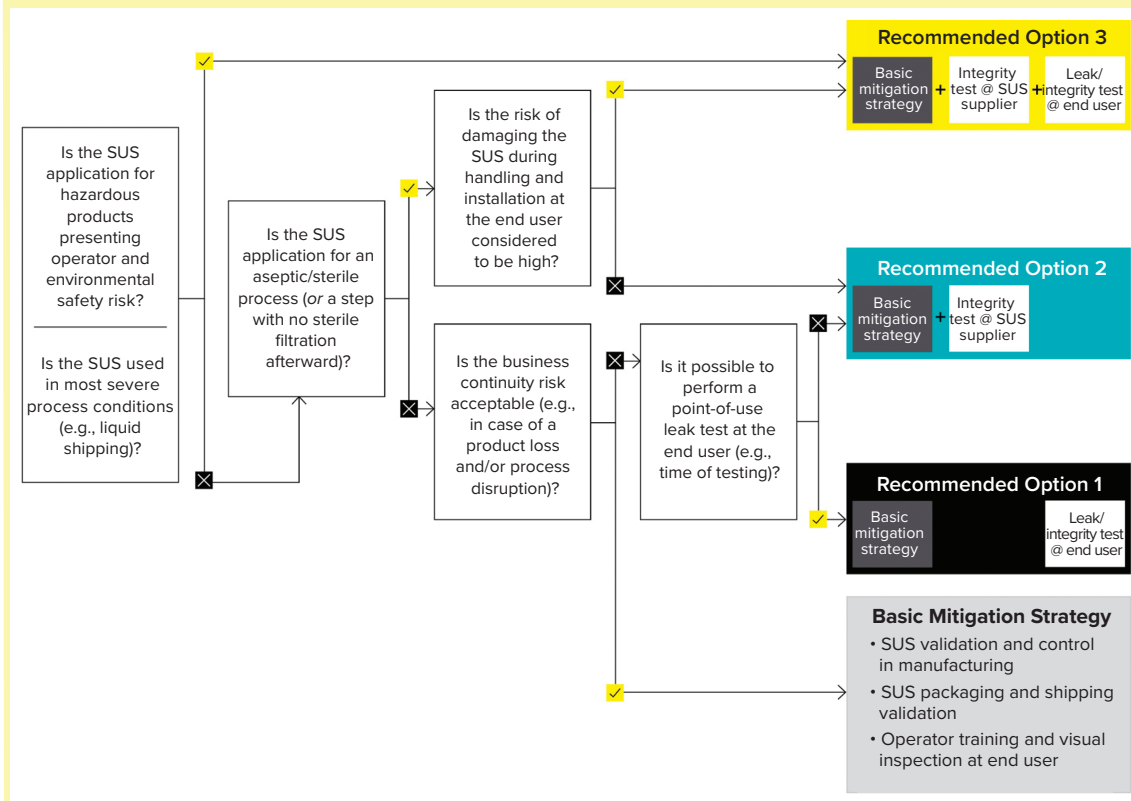 Is the SUS
application for
hazardous
products
presenting
operator and
environmental
safety risk?
Is the SUS used
in most severe
process conditions
(e.g., liquid
shipping)?
Is the SUS
application for an
aseptic/sterile
process (or a step
with no sterile
filtration
afterward)?
Is the risk of
damaging the
SUS during
handling and
installation at
the end user
considered
to be high?
Is the business
continuity risk
acceptable (e.g.,
in case of a
product loss
and/or process
disruption)?
Is it possible to
perform a
point-of-use
leak test at the
end user (e.g.,
time of testing)?
Recommended Option 3
Basic
mitigation
strategy
+
Integrity
test @ SUS
supplier
+
Leak/
integrity test
@ end user
Recommended Option 2
Basic
mitigation
strategy
+
Integrity
test @ SUS
supplier
Recommended Option 1
Basic
mitigation
strategy
Leak/
integrity test
@ end user
Basic Mitigation Strategy
• SUS validation and control
in manufacturing
• SUS packaging and shipping
validation
• Operator training and visual
inspection at end user